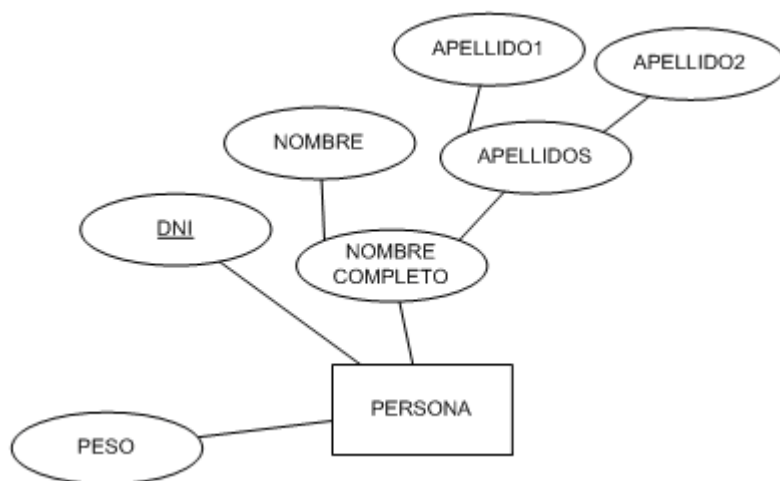 APELLIDO1
APELLIDO2
NOMBRE
APELLIDOS
DNI
NOMBRE
COMPLETO
PERSONA
PESO